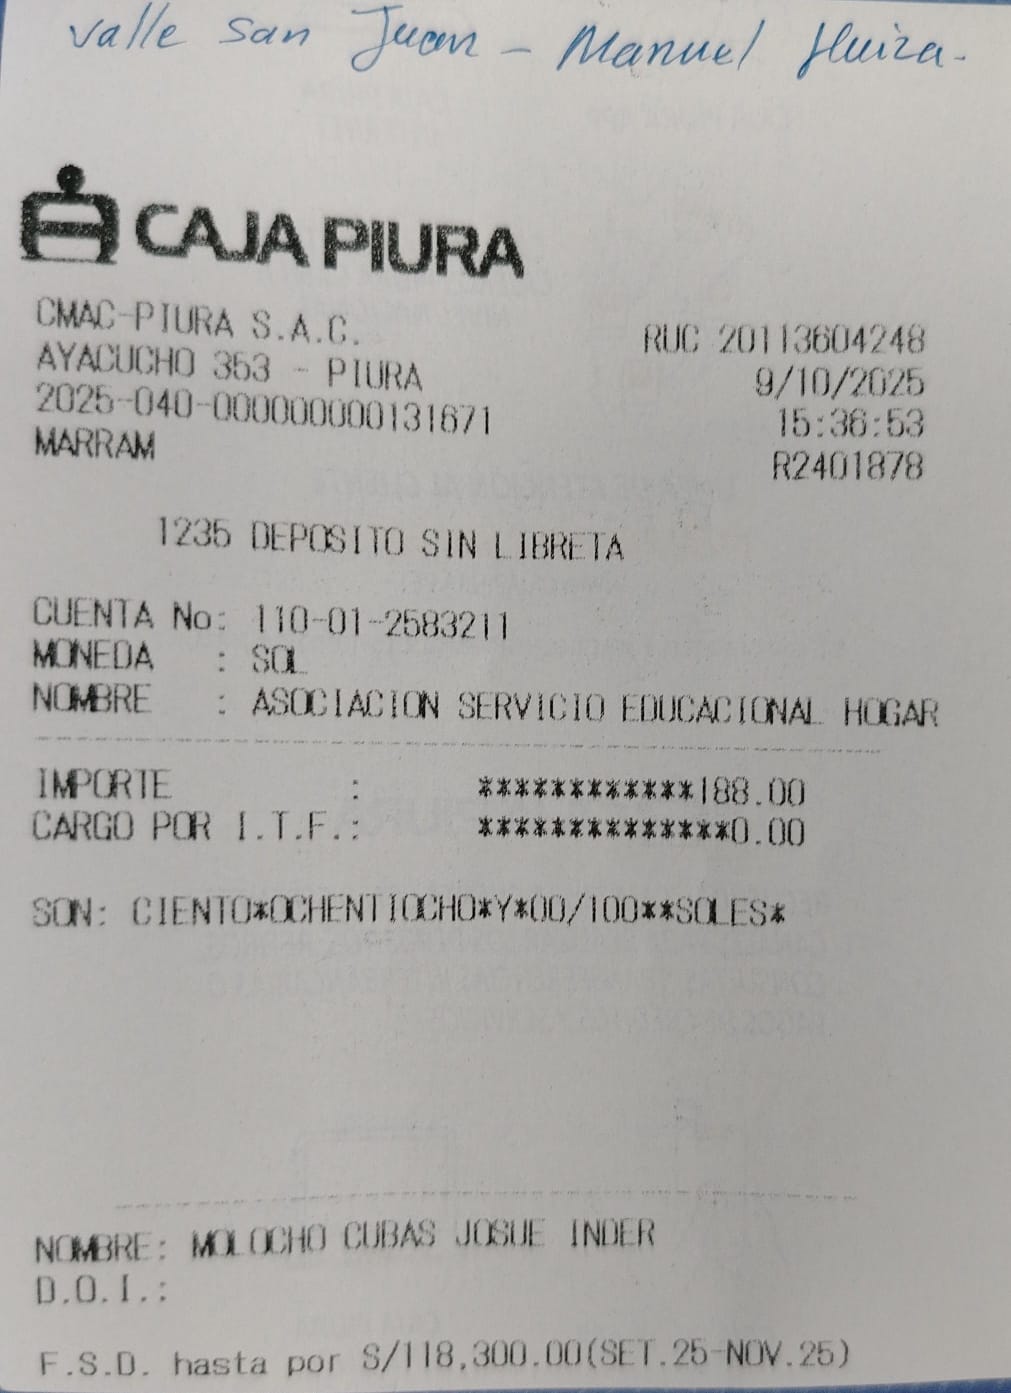 Valle San Juan - Manuel Huiza.
CAJA PIURA
CMAC-PIURA S.A.C.
RUC 20113604248
AYACUCHO 353 - PIURA
9/10/2025
2025-040-000000000131671
15:36:53
MARRAM
R2401878
1235 DEPOSITO SIN LIBRETA
CUENTA No: 110-01-2583211
MONEDA : SOL
NOMBRE : ASOCIACION SERVICIO EDUCACIONAL HOGAR
IMPORTE : ************188.00
CARGO POR I.T.F.: **************0.00
SON: CIENTO*OCHENTIOCHO*Y*00/100**SOLES*
NOMBRE: MOLOCHO CUBAS JOSUE INDER
D.O.I.:
F.S.D. hasta por S/118,300.00(SET.25-NOV.25)